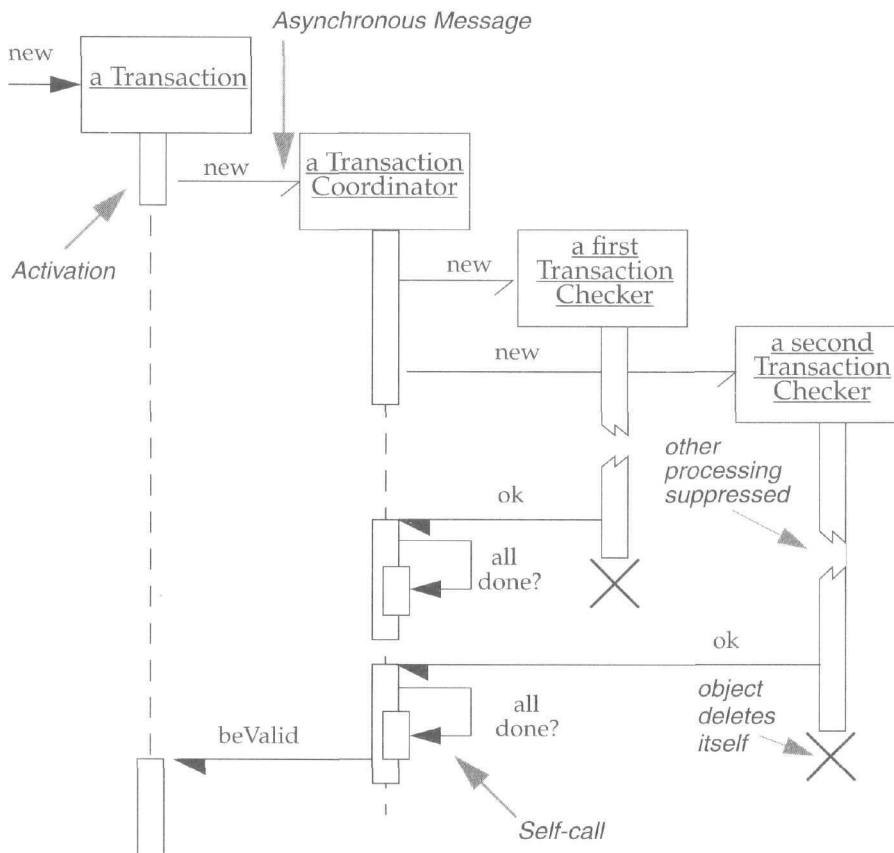 Asynchronous Message
new
a Transaction
new
a Transaction
Coordinator
Activation
new
a first
Transaction
Checker
new
a second
Transaction
Checker
other
processing
suppressed
ok
all
done?
ok
object
deletes
itself
all
done?
beValid
Self-call